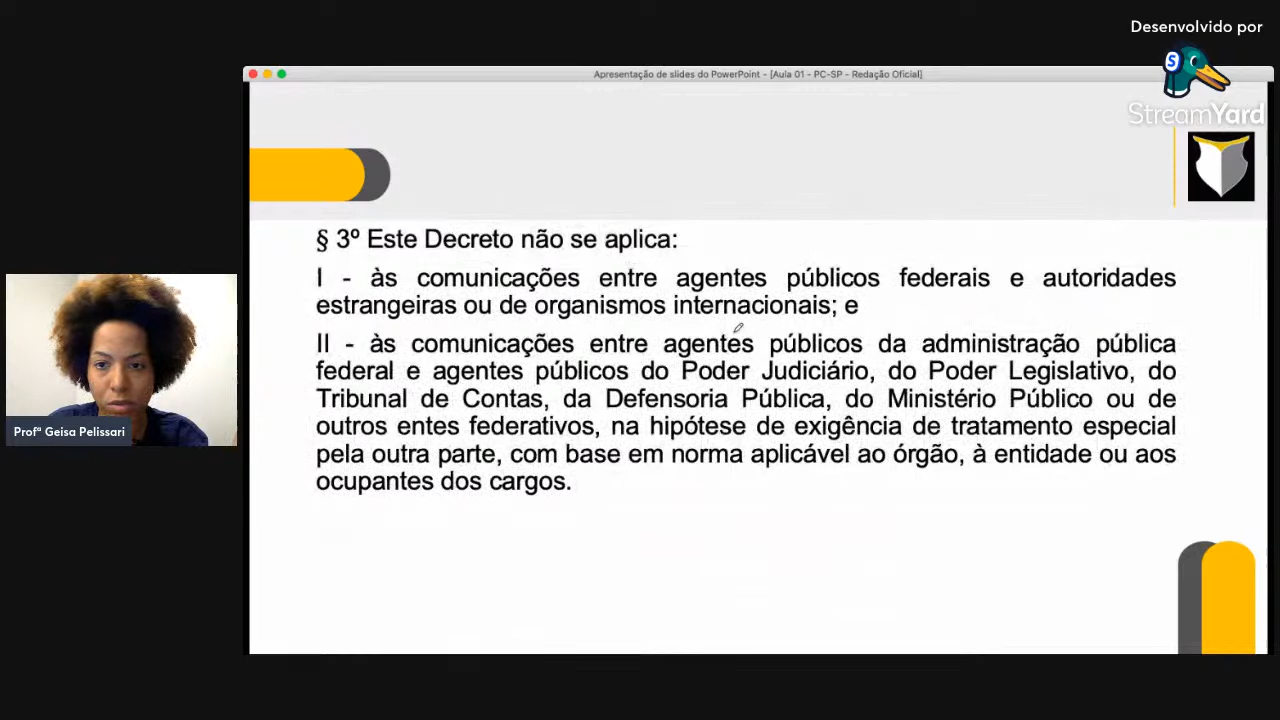 Desenvolvido por
Apresentação de slides do PowerPoint - [Aula 01 - PC-SP - Redação Oficial]
S
StreamYard
§ 3º Este Decreto não se aplica:
I - às comunicações entre agentes públicos federais e autoridades
estrangeiras ou de organismos internacionais; e
II - às comunicações entre agentes públicos da administração pública
federal e agentes públicos do Poder Judiciário, do Poder Legislativo, do
Tribunal de Contas, da Defensoria Pública, do Ministério Público ou de
outros entes federativos, na hipótese de exigência de tratamento especial
pela outra parte, com base em norma aplicável ao órgão, à entidade ou aos
ocupantes dos cargos.
Profª Geisa Pelissari